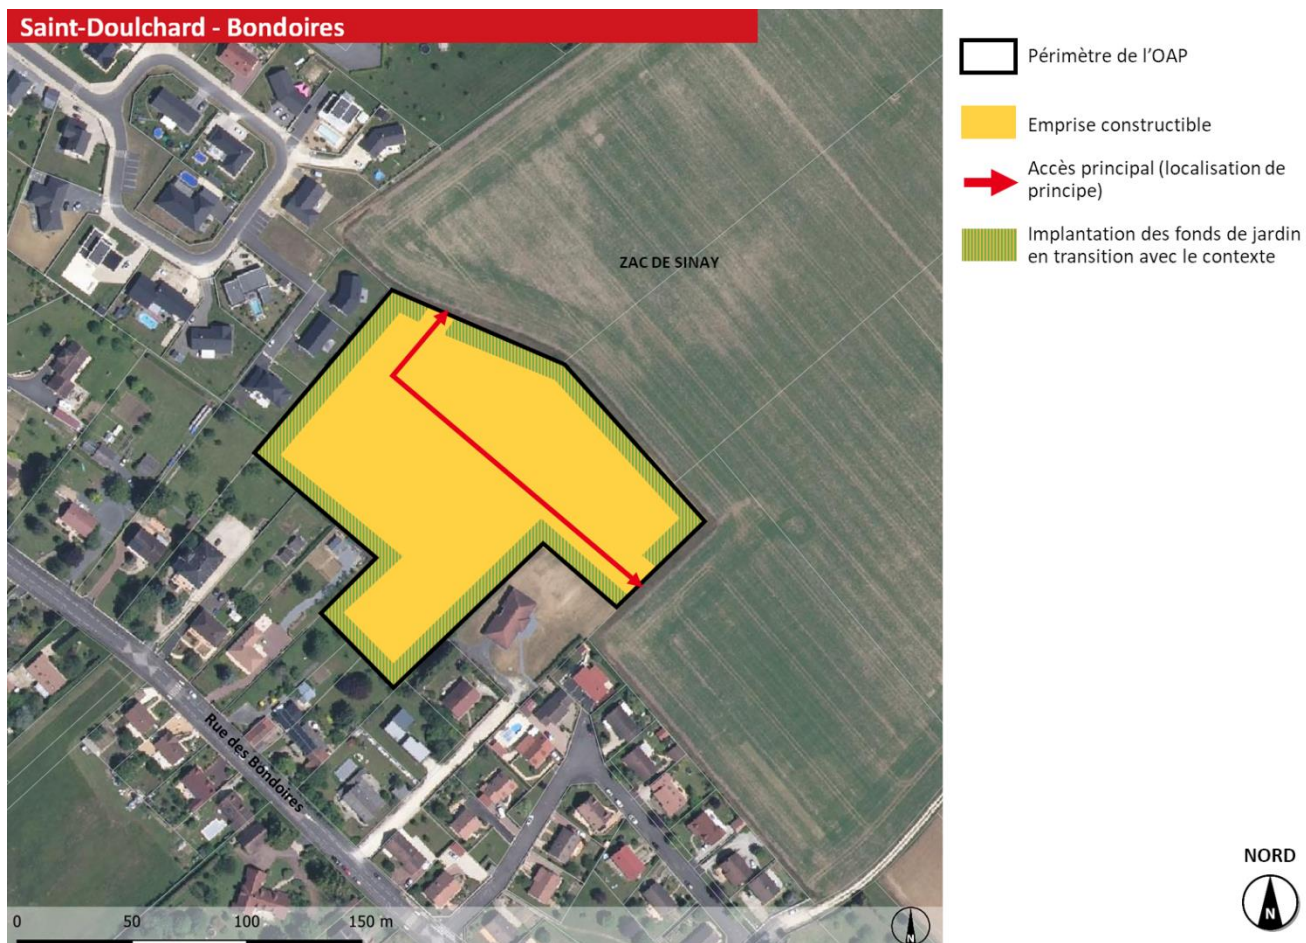 Saint-Doulchard - Bondoires
Périmètre de l'OAP
Emprise constructible
Accès principal (localisation de
principe)
Implantation des fonds de jardin
en transition avec le contexte
ZAC DE SINAY
Rue des Bondoires
NORD
N
0 50 100 150 m
N